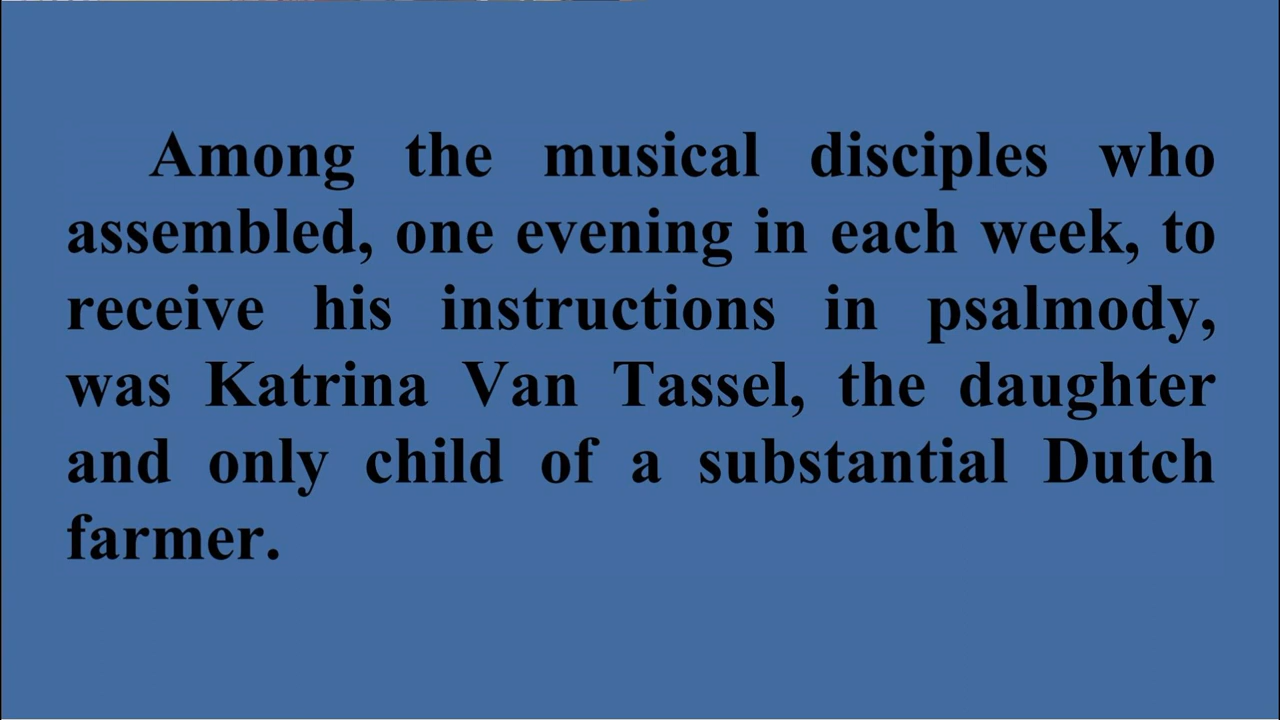 Among the musical disciples who
assembled, one evening in each week, to
receive his instructions in psalmody,
was Katrina Van Tassel, the daughter
and only child of a substantial Dutch
farmer.